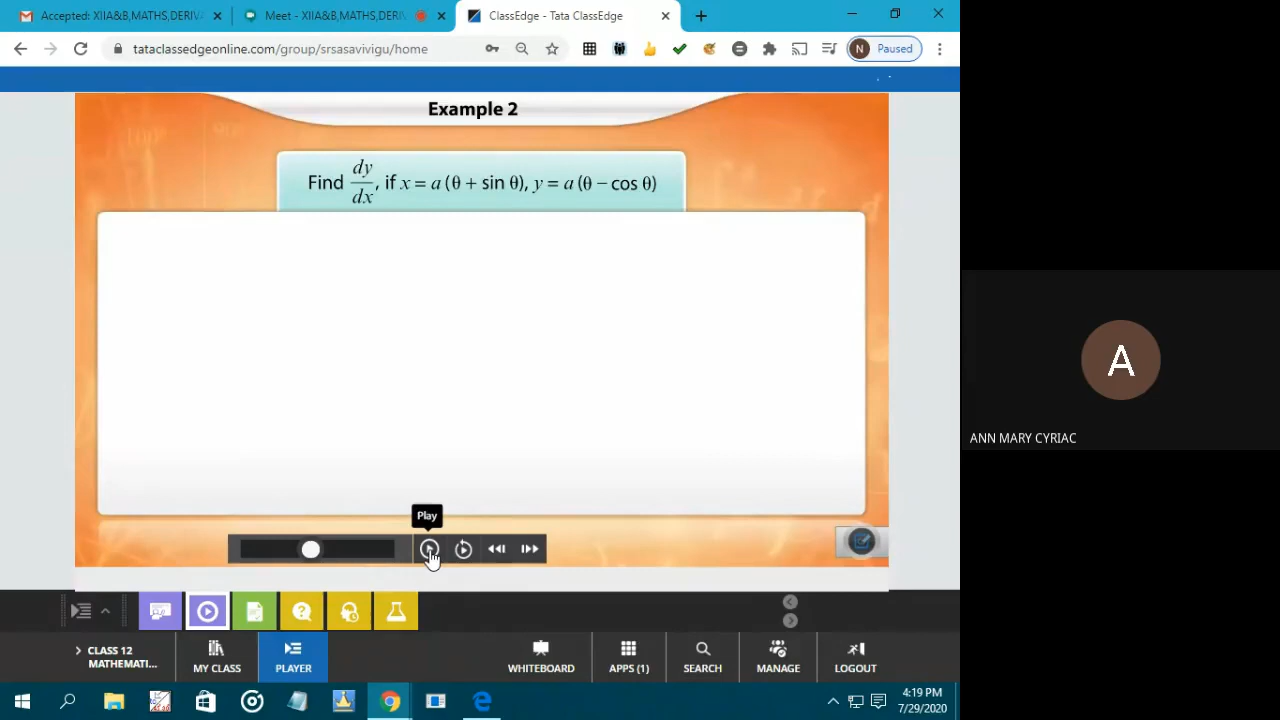 Accepted: XIIA&B,MATHS,DERIVA
Meet - XIIA&B,MATHS,DERIV
ClassEdge - Tata ClassEdge
tataclassedgeonline.com/group/srsasavivigu/home
N Paused
Example 2
Find dy/dx, if x = a (θ + sin θ), y = a (θ − cos θ)
A
ANN MARY CYRIAC
Play
CLASS 12
MATHEMATI...
MY CLASS
PLAYER
WHITEBOARD
APPS (1)
SEARCH
MANAGE
LOGOUT
4:19 PM
7/29/2020